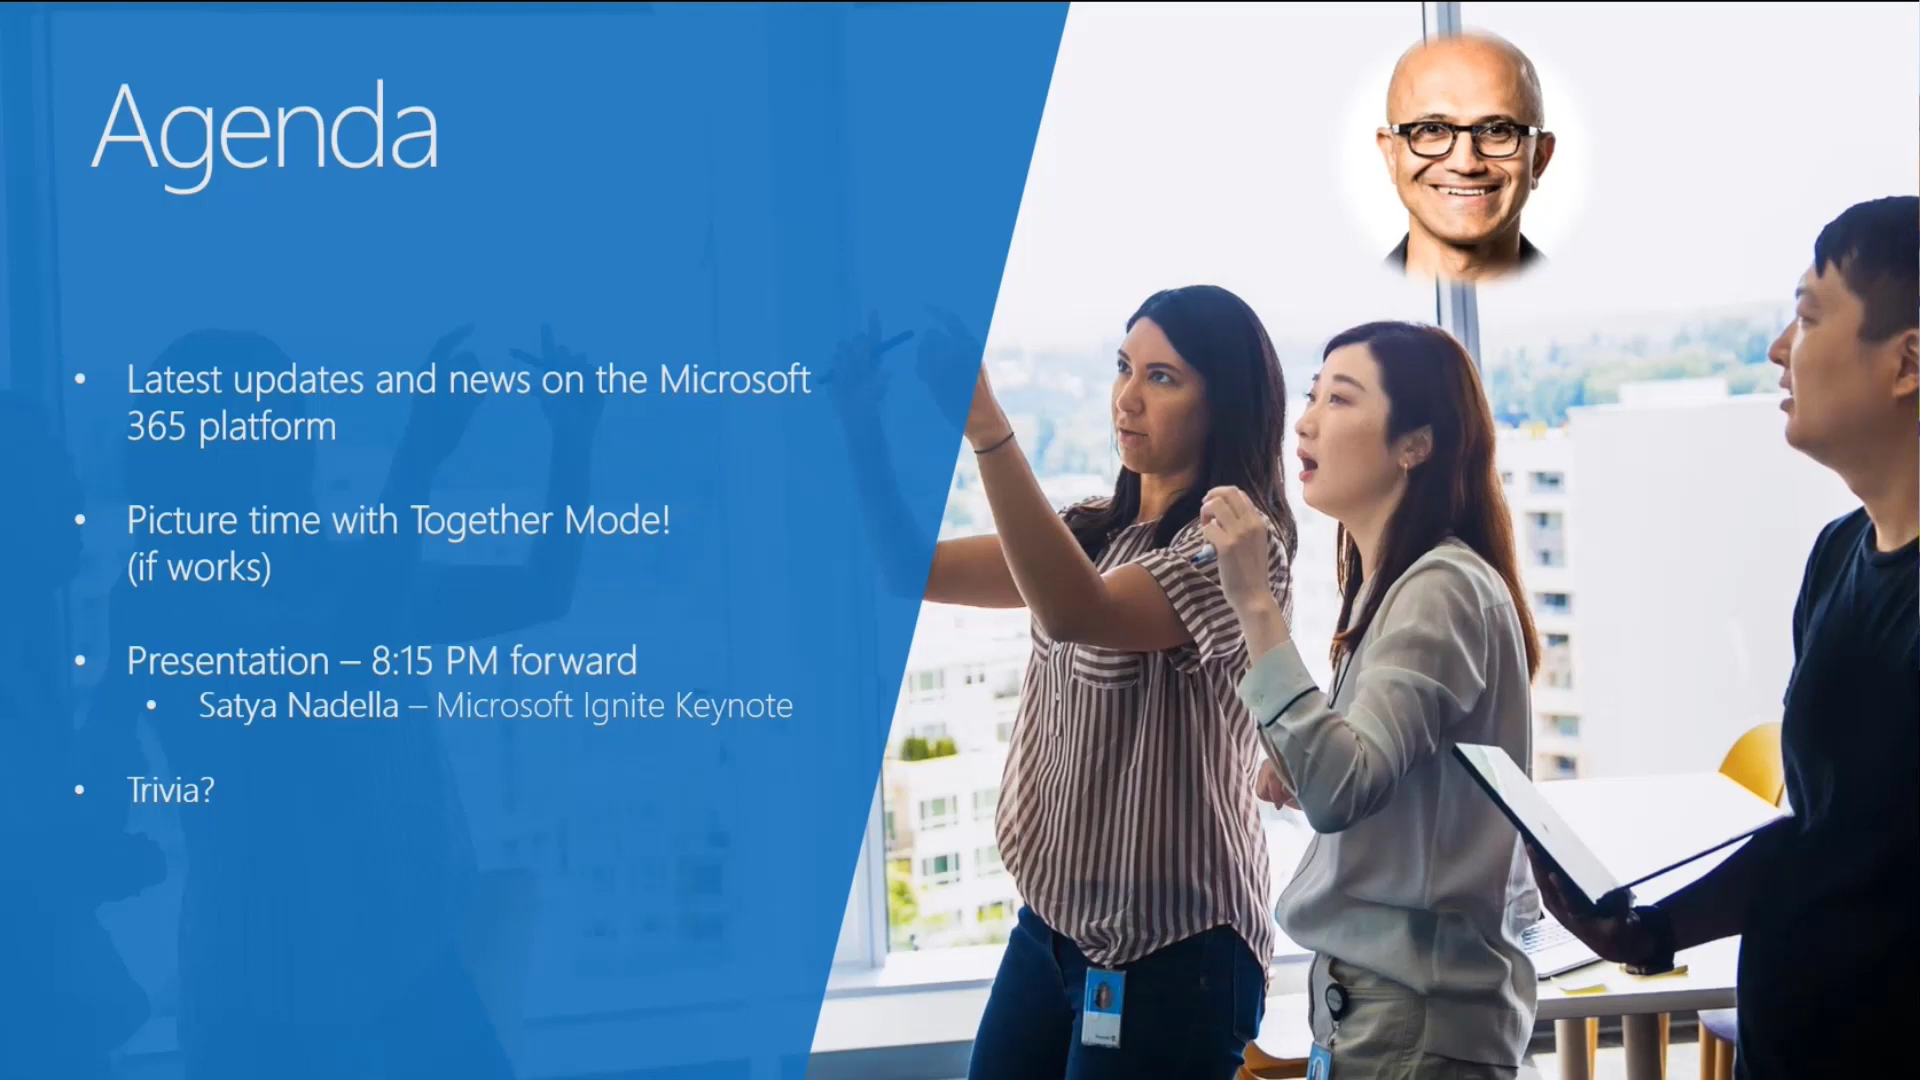 Agenda
• Latest updates and news on the Microsoft
365 platform
• Picture time with Together Mode!
(if works)
• Presentation – 8:15 PM forward
• Satya Nadella – Microsoft Ignite Keynote
• Trivia?